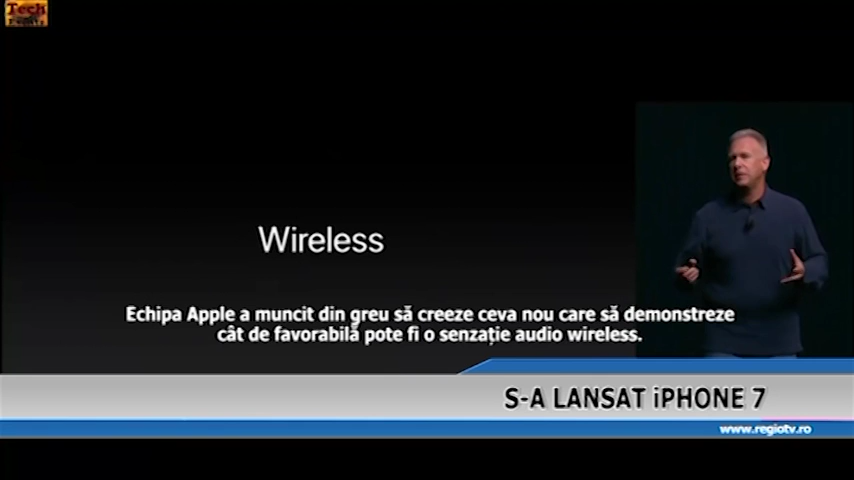 Tech
Wireless
Echipa Apple a muncit din greu să creeze ceva nou care să demonstreze
cât de favorabilă pote fi o senzație audio wireless.
S-A LANSAT iPHONE 7
www.regiotv.ro